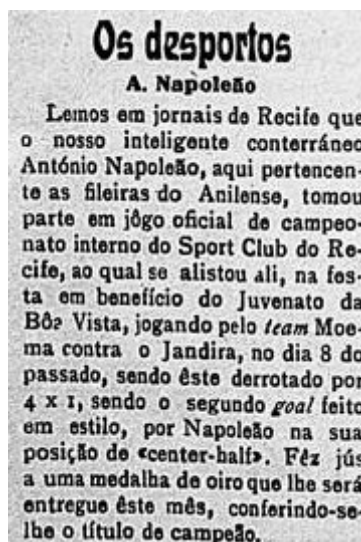 Os desportos
A. Napoleão
Lemos em jornais de Recife que
o nosso inteligente conterráneo
António Napoleão, aqui pertencen-
te as fileiras do Anilense, tomou
parte em jôgo oficial de campeo-
nato interno do Sport Club do Re-
cife, ao qual se alistou ali, na fes-
ta em benefício do Juvenato da
Bôa Vista, jogando pelo team Moe-
ma contra o Jandira, no dia 8 do
passado, sendo êste derrotado por
4 x 1, sendo o segundo goal feito
em estilo, por Napoleão na sua
posição de «center-half». Fêz jús
a uma medalha de oiro que lhe será
entregue êste mês, conferindo-se-
lhe o título de campeão.